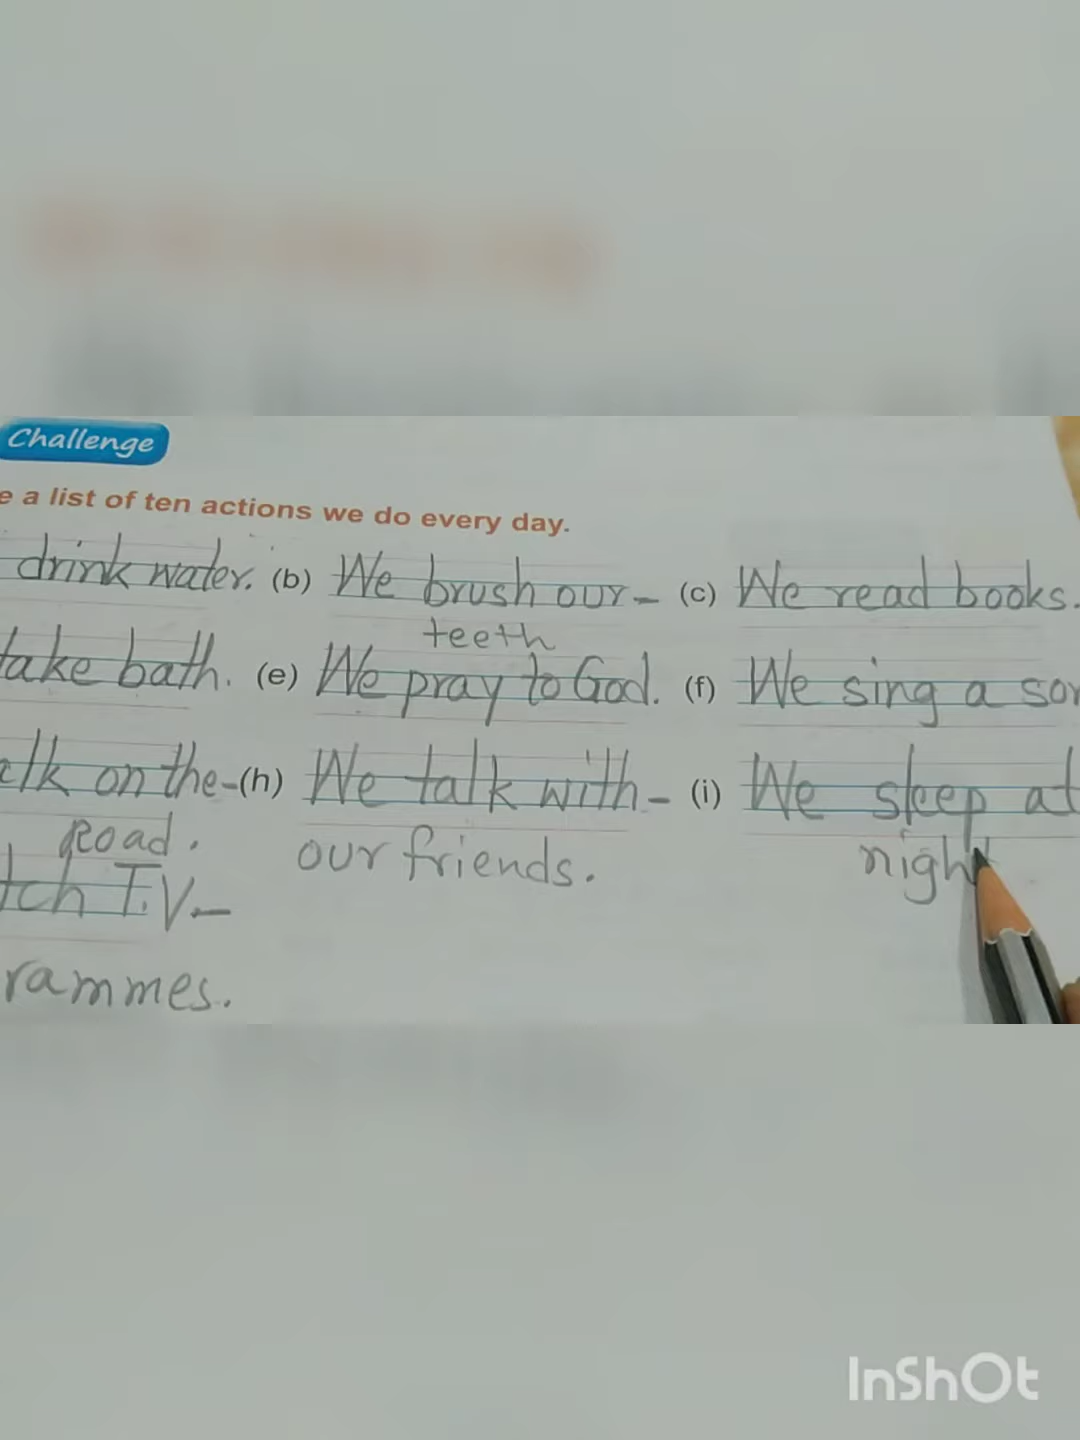 Challenge
e a list of ten actions we do every day.
drink water. (b) We brush our - (c) We read books.
teeth
take bath. (e) We pray to God. (f) We sing a son
alk on the - (h) We talk with - (i) We sleep at
Road. our friends. night
tch T.V -
rammes.
InShOt